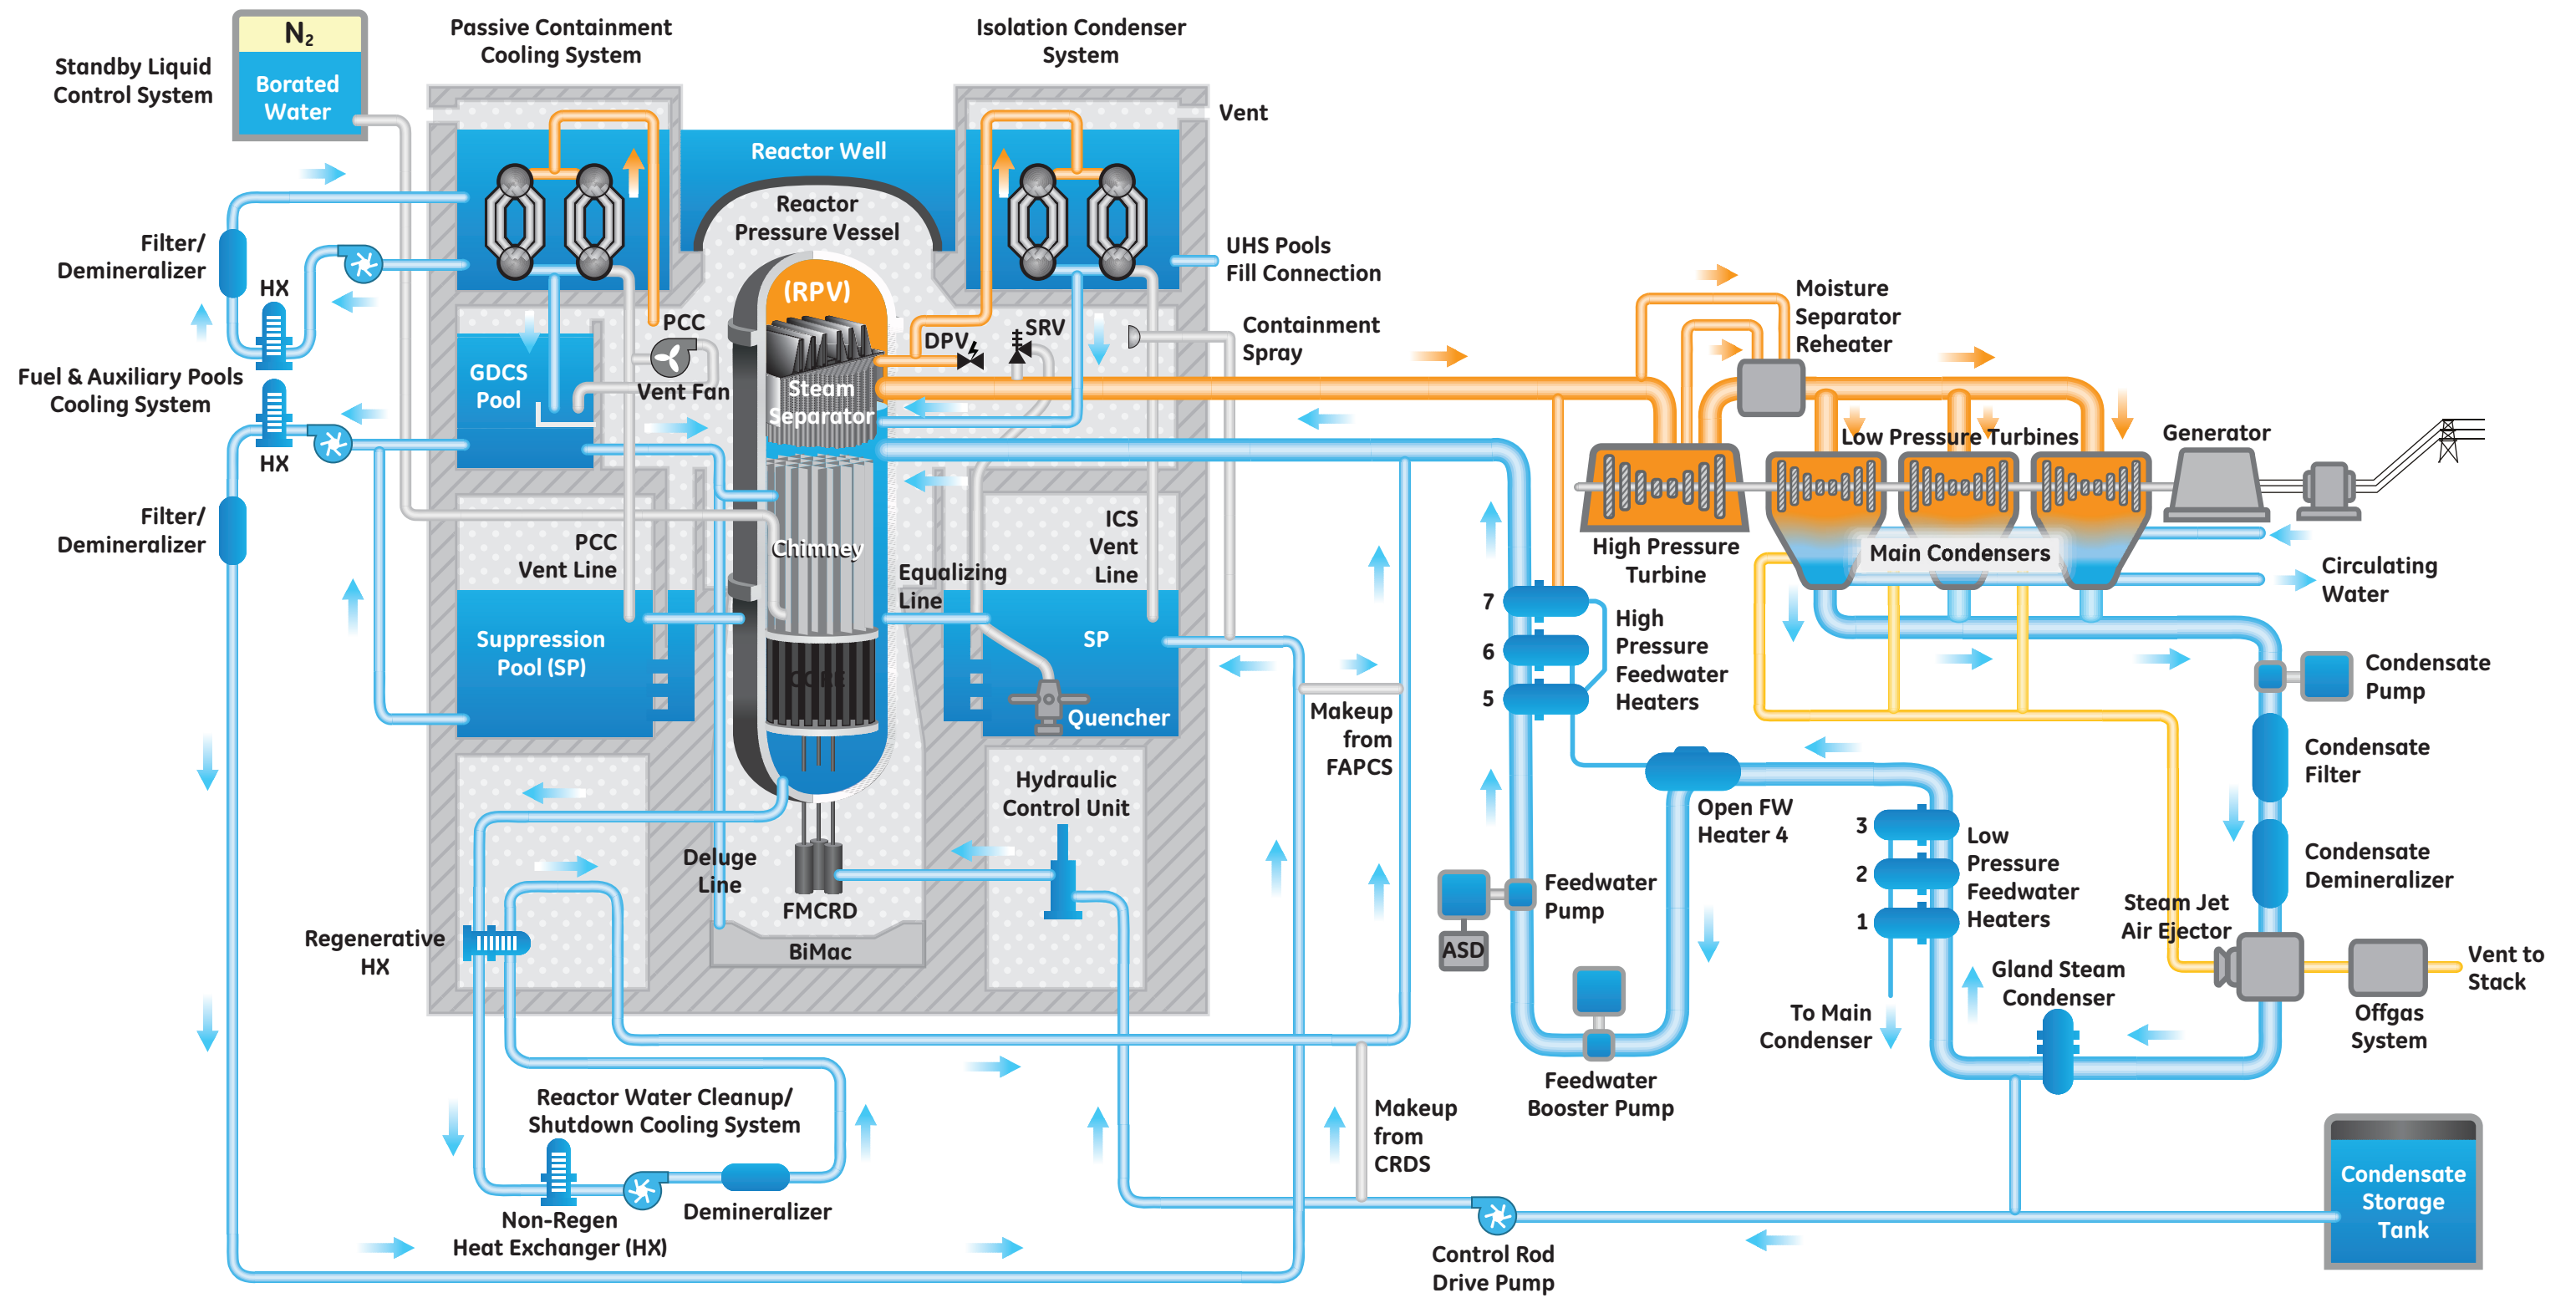 N2
Borated
Water
Standby Liquid
Control System
Passive Containment
Cooling System
Isolation Condenser
System
Vent
Reactor Well
Reactor
Pressure Vessel
(RPV)
UHS Pools
Fill Connection
Filter/
Demineralizer
HX
Fuel & Auxiliary Pools
Cooling System
HX
Filter/
Demineralizer
GDCS
Pool
PCC
Vent Fan
DPV
SRV
Containment
Spray
Steam
Separator
Chimney
CORE
PCC
Vent Line
ICS
Vent
Line
Equalizing
Line
Suppression
Pool (SP)
SP
Quencher
Hydraulic
Control Unit
Deluge
Line
FMCRD
BiMac
Regenerative
HX
Reactor Water Cleanup/
Shutdown Cooling System
Non-Regen
Heat Exchanger (HX)
Demineralizer
Makeup
from
FAPCS
Makeup
from
CRDS
Control Rod
Drive Pump
Moisture
Separator
Reheater
Low Pressure Turbines
Generator
High Pressure
Turbine
Main Condensers
Circulating
Water
7
6
5
High
Pressure
Feedwater
Heaters
Condensate
Pump
Condensate
Filter
Condensate
Demineralizer
Open FW
Heater 4
3
2
1
Low
Pressure
Feedwater
Heaters
Feedwater
Pump
ASD
Steam Jet
Air Ejector
Vent to
Stack
Offgas
System
Gland Steam
Condenser
To Main
Condenser
Feedwater
Booster Pump
Condensate
Storage
Tank